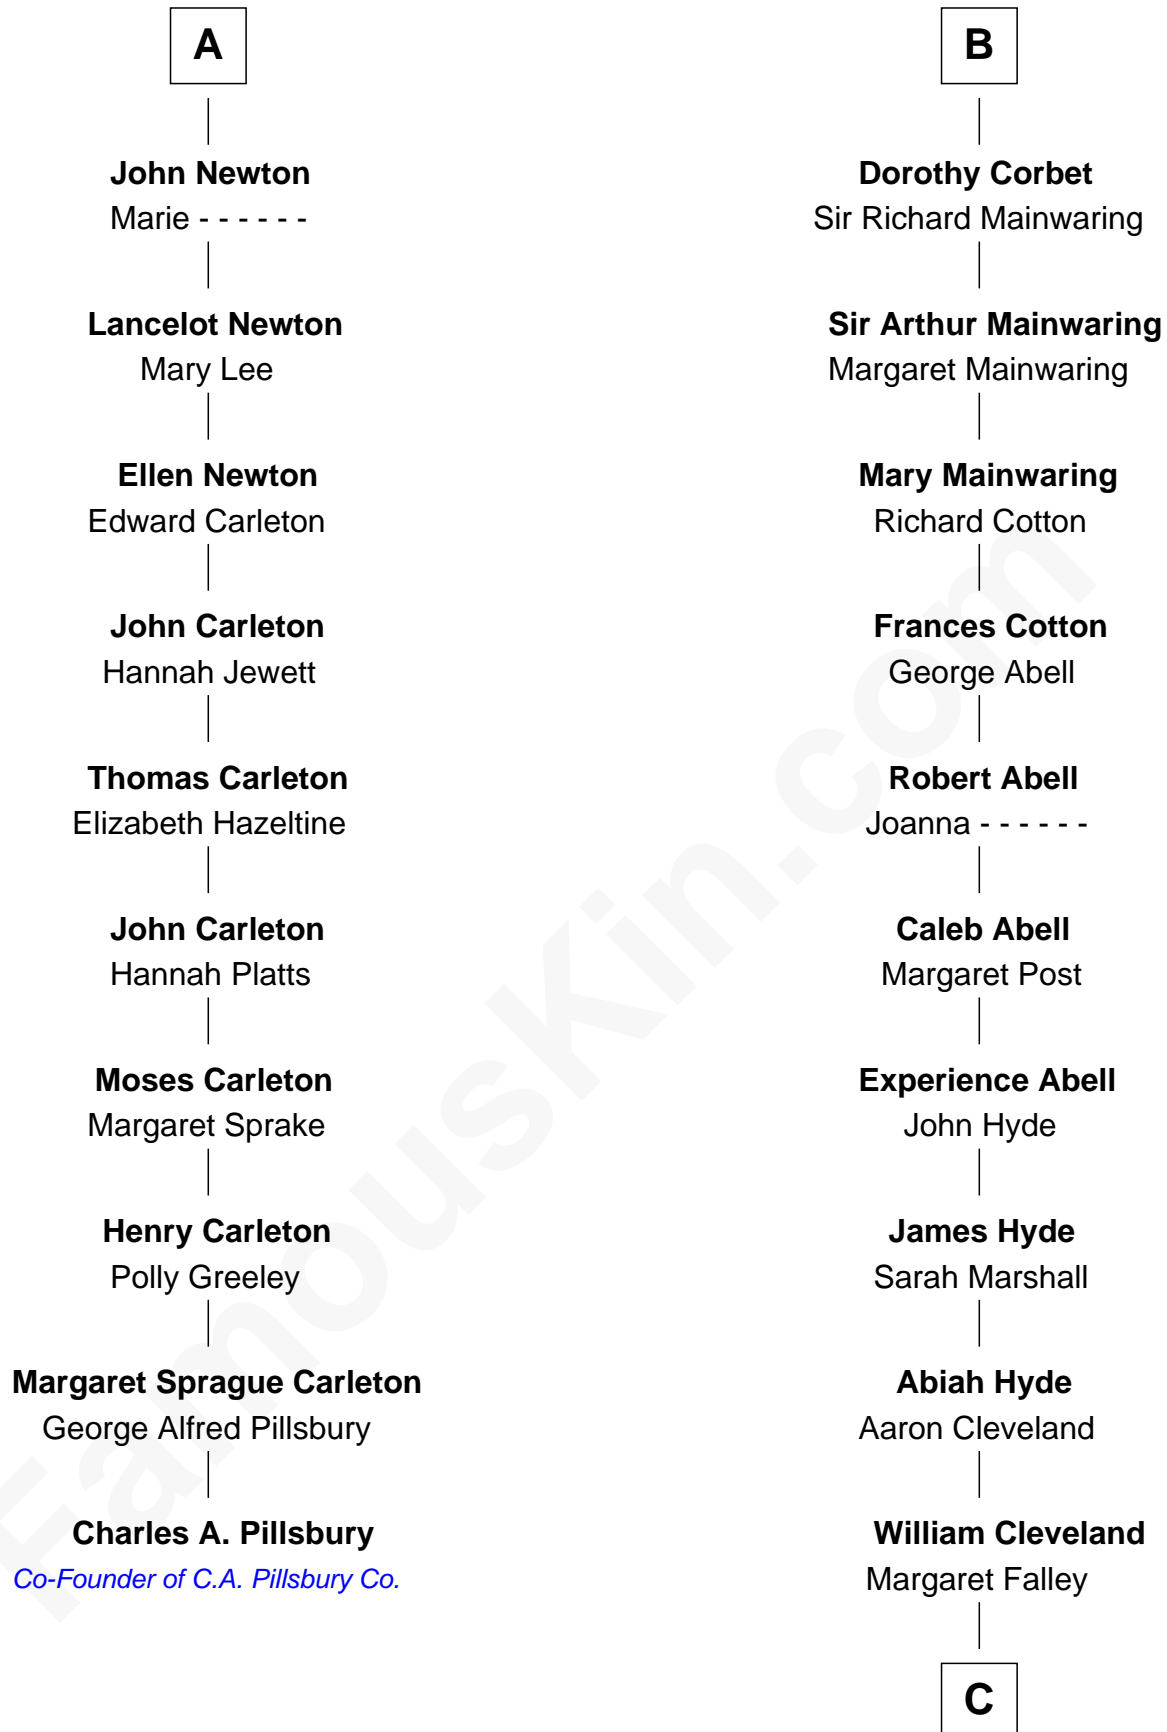 A
John Newton
Marie - - - - - -
Lancelot Newton
Mary Lee
Ellen Newton
Edward Carleton
John Carleton
Hannah Jewett
Thomas Carleton
Elizabeth Hazeltine
John Carleton
Hannah Platts
Moses Carleton
Margaret Sprake
Henry Carleton
Polly Greeley
Margaret Sprague Carleton
George Alfred Pillsbury
Charles A. Pillsbury
Co-Founder of C.A. Pillsbury Co.
B
Dorothy Corbet
Sir Richard Mainwaring
Sir Arthur Mainwaring
Margaret Mainwaring
Mary Mainwaring
Richard Cotton
Frances Cotton
George Abell
Robert Abell
Joanna - - - - - -
Caleb Abell
Margaret Post
Experience Abell
John Hyde
James Hyde
Sarah Marshall
Abiah Hyde
Aaron Cleveland
William Cleveland
Margaret Falley
C
FamousKin.com